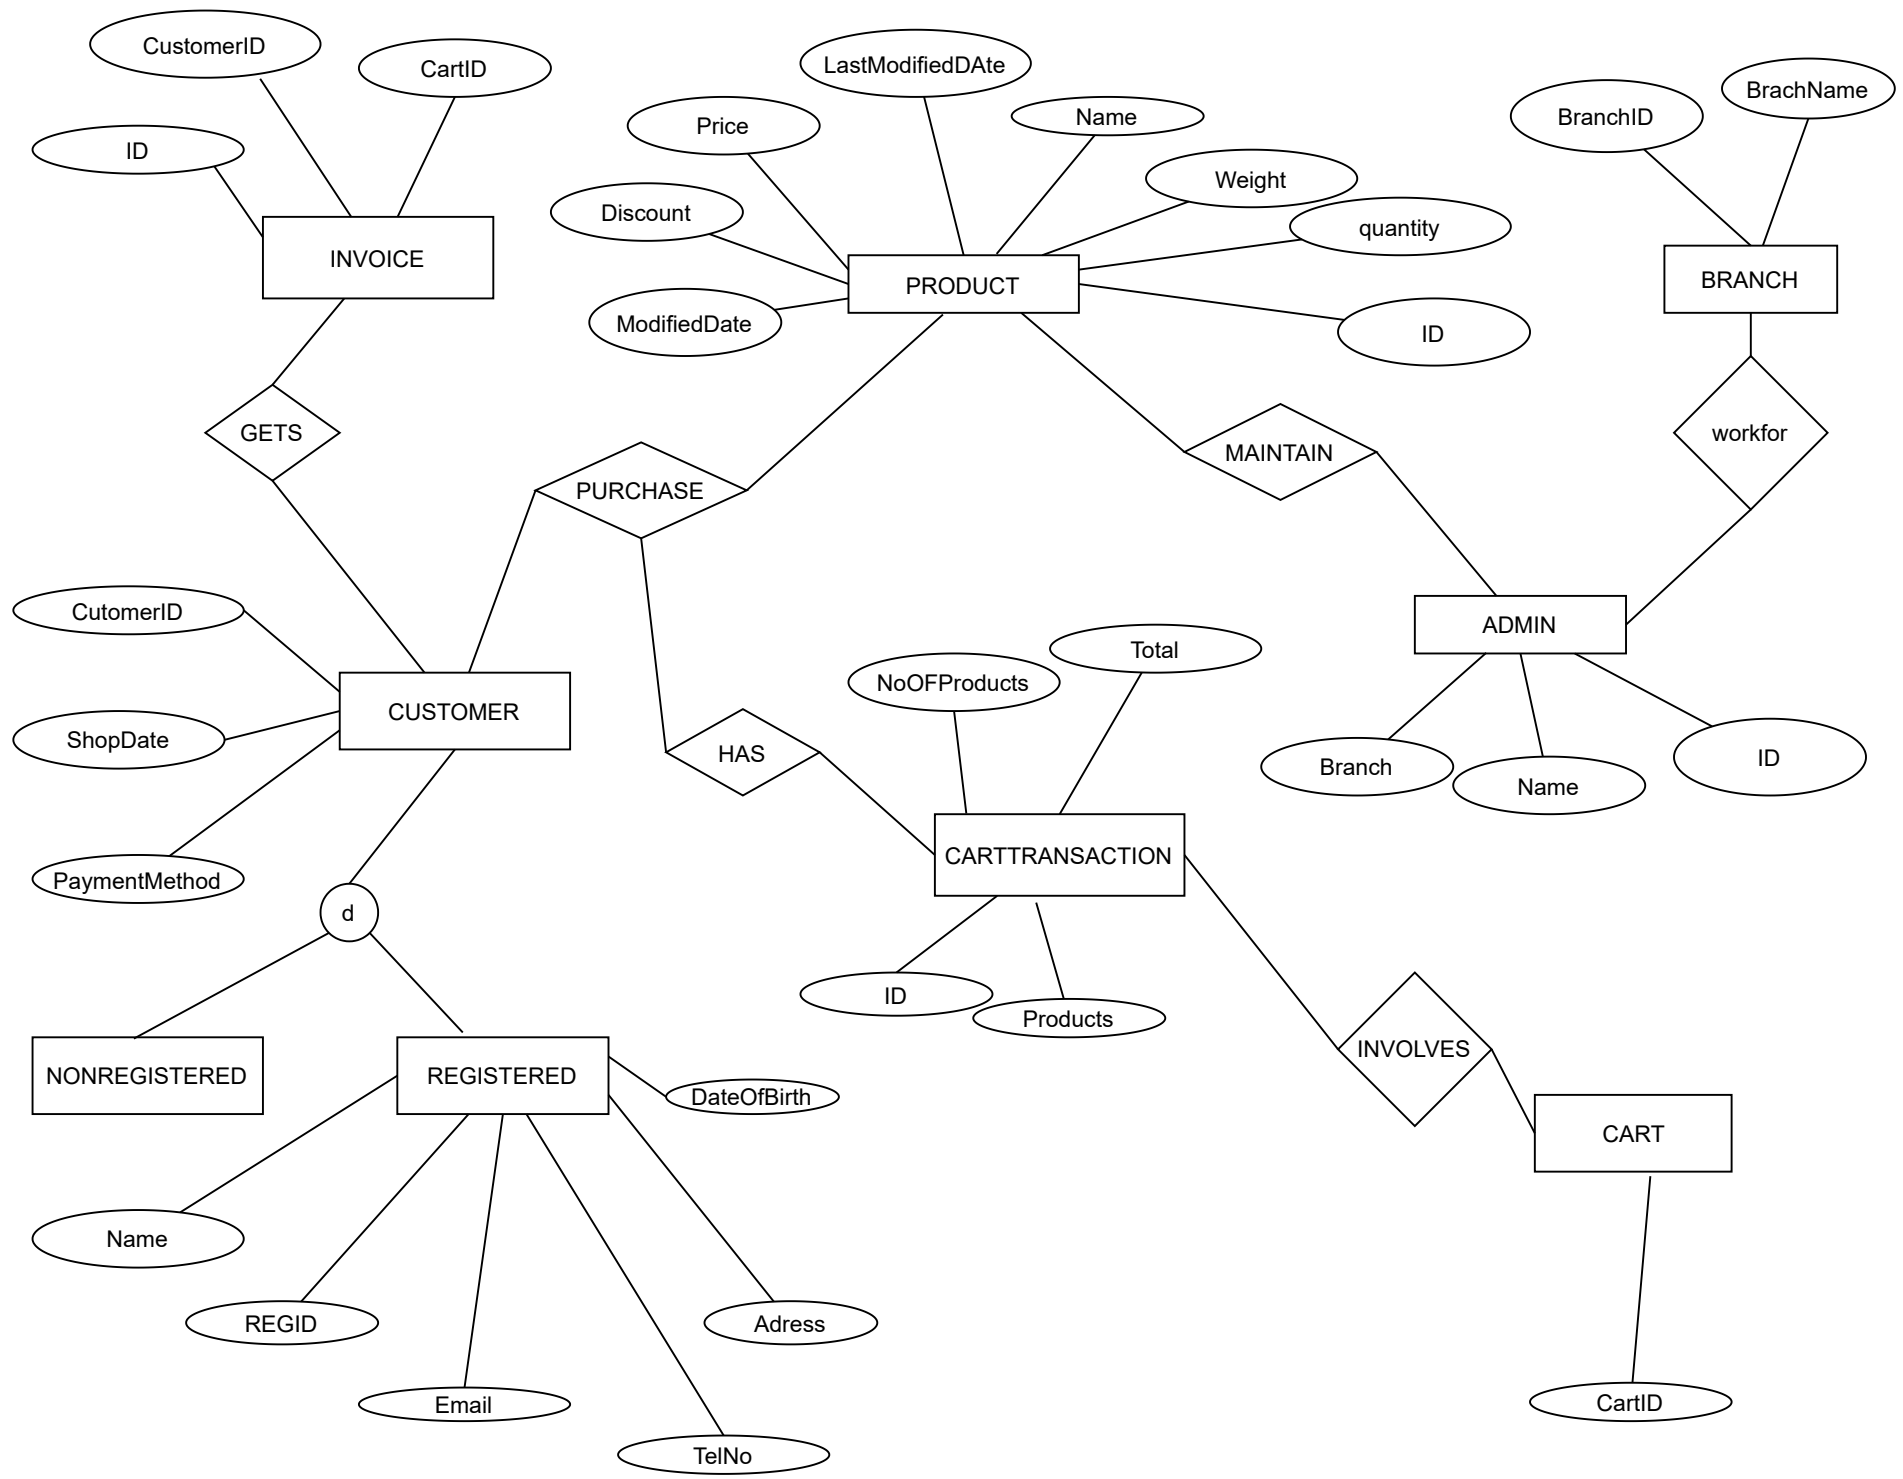 CustomerID
CartID
LastModifiedDAte
BrachName
Price
Name
BranchID
ID
Weight
Discount
quantity
INVOICE
PRODUCT
BRANCH
ModifiedDate
ID
GETS
MAINTAIN
workfor
PURCHASE
CutomerID
ADMIN
Total
NoOFProducts
CUSTOMER
ShopDate
HAS
Branch
Name
ID
PaymentMethod
CARTTRANSACTION
d
ID
Products
INVOLVES
NONREGISTERED
REGISTERED
DateOfBirth
CART
Name
REGID
Adress
Email
CartID
TelNo